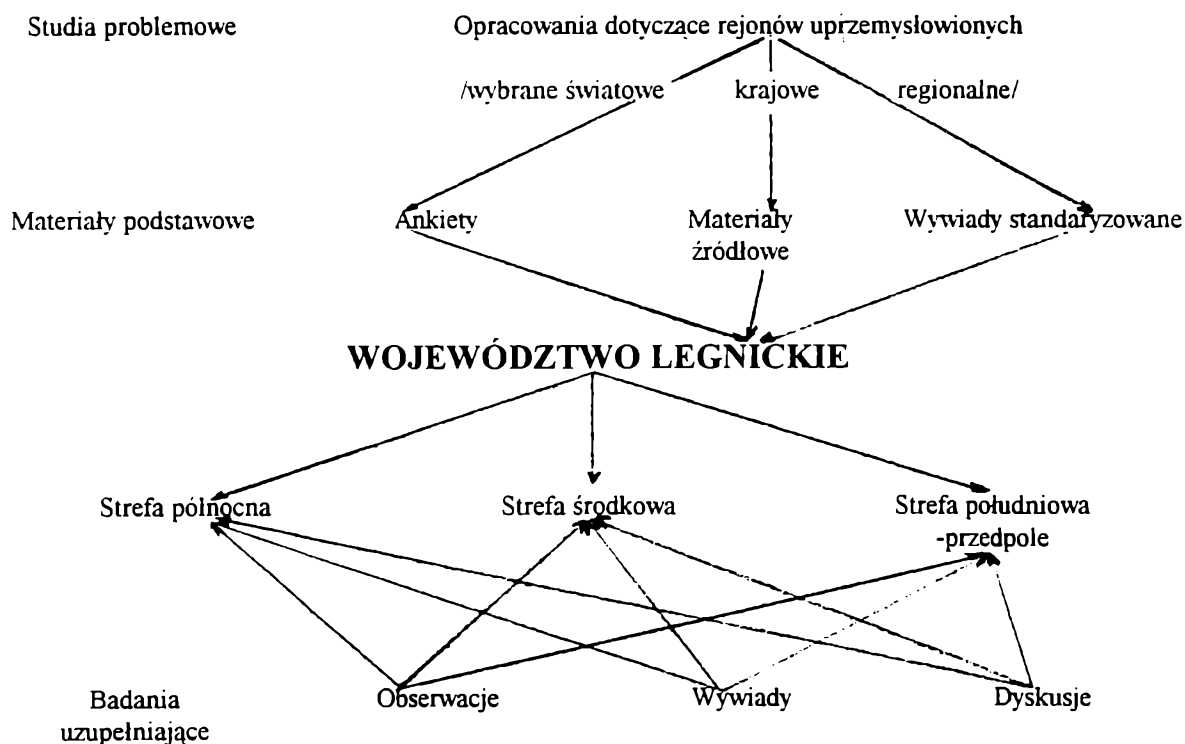 Studia problemowe
Opracowania dotyczące rejonów uprzemysłowionych
/wybrane światowe
krajowe
regionalne/
Materiały podstawowe
Ankiety
Materiały
źródłowe
Wywiady standaryzowane
WOJEWÓDZTWO LEGNICKIE
Strefa północna
Strefa środkowa
Strefa południowa
-przedpole
Badania
uzupełniające
Obserwacje
Wywiady
Dyskusje